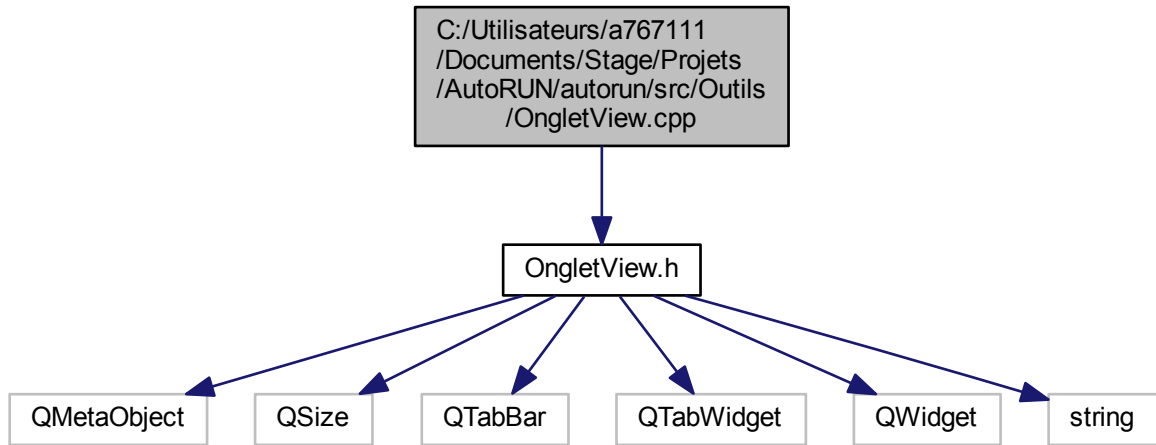 C:/Utilisateurs/a767111
/Documents/Stage/Projets
/AutoRUN/autorun/src/Outils
/OngletView.cpp
OngletView.h
QMetaObject
QSize
QTabBar
QTabWidget
QWidget
string